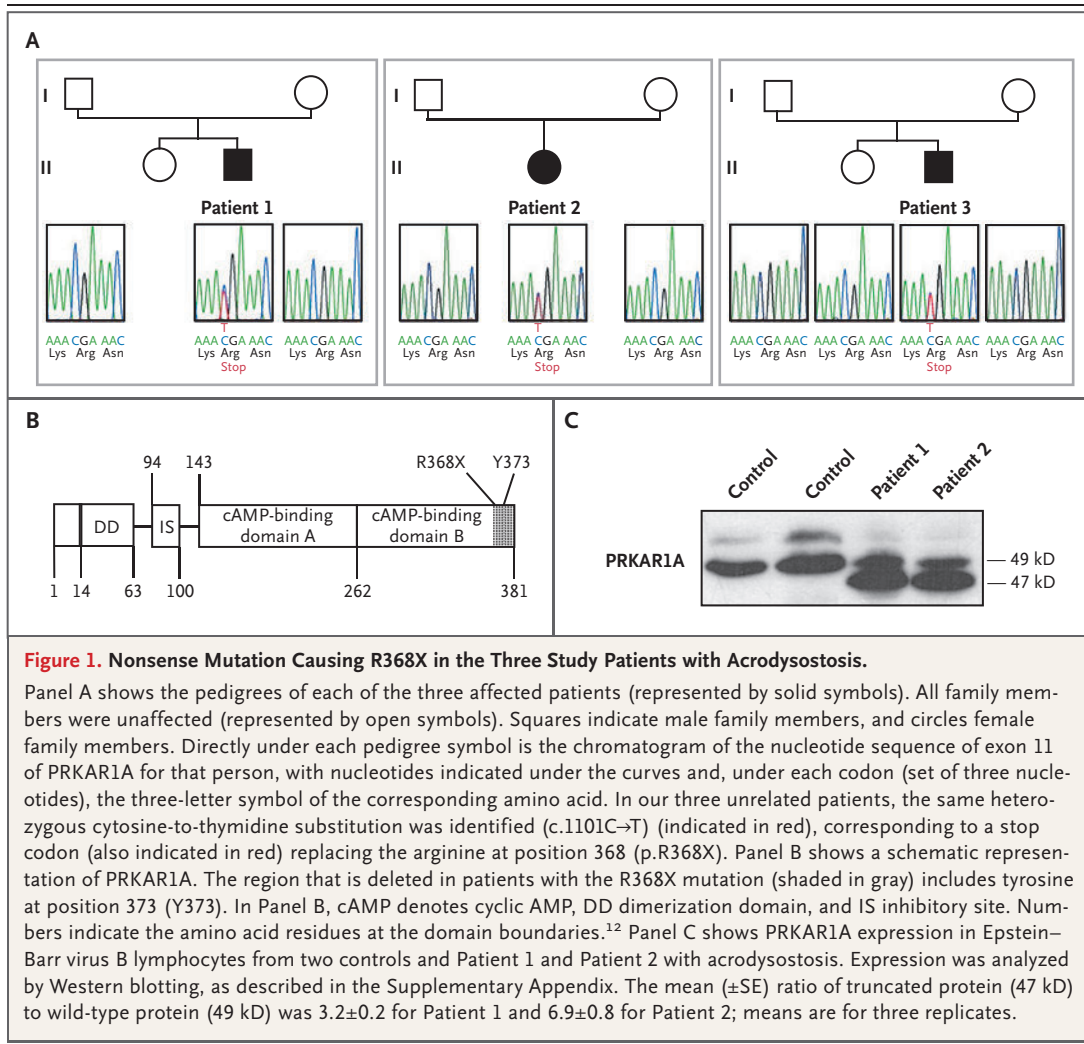 A
I
II
Patient 1
T
AAA CGA AAC
Lys Arg Asn
AAA CGA AAC
Lys Arg Asn
Stop
AAA CGA AAC
Lys Arg Asn
I
II
Patient 2
AAA CGA AAC
Lys Arg Asn
T
AAA CGA AAC
Lys Arg Asn
Stop
AAA CGA AAC
Lys Arg Asn
I
II
Patient 3
AAA CGA AAC
Lys Arg Asn
AAA CGA AAC
Lys Arg Asn
T
AAA CGA AAC
Lys Arg Asn
Stop
AAA CGA AAC
Lys Arg Asn
B
94 143 R368X Y373
DD IS cAMP-binding domain A cAMP-binding domain B
1 14 63 100 262 381
C
Control Control Patient 1 Patient 2
PRKAR1A
49 kD
47 kD
Figure 1. Nonsense Mutation Causing R368X in the Three Study Patients with Acrodysostosis.
Panel A shows the pedigrees of each of the three affected patients (represented by solid symbols). All family mem-
bers were unaffected (represented by open symbols). Squares indicate male family members, and circles female
family members. Directly under each pedigree symbol is the chromatogram of the nucleotide sequence of exon 11
of PRKAR1A for that person, with nucleotides indicated under the curves and, under each codon (set of three nucle-
otides), the three-letter symbol of the corresponding amino acid. In our three unrelated patients, the same hetero-
zygous cytosine-to-thymidine substitution was identified (c.1101C→T) (indicated in red), corresponding to a stop
codon (also indicated in red) replacing the arginine at position 368 (p.R368X). Panel B shows a schematic represen-
tation of PRKAR1A. The region that is deleted in patients with the R368X mutation (shaded in gray) includes tyrosine
at position 373 (Y373). In Panel B, cAMP denotes cyclic AMP, DD dimerization domain, and IS inhibitory site. Num-
bers indicate the amino acid residues at the domain boundaries.¹² Panel C shows PRKAR1A expression in Epstein–
Barr virus B lymphocytes from two controls and Patient 1 and Patient 2 with acrodysostosis. Expression was analyzed
by Western blotting, as described in the Supplementary Appendix. The mean (±SE) ratio of truncated protein (47 kD)
to wild-type protein (49 kD) was 3.2±0.2 for Patient 1 and 6.9±0.8 for Patient 2; means are for three replicates.